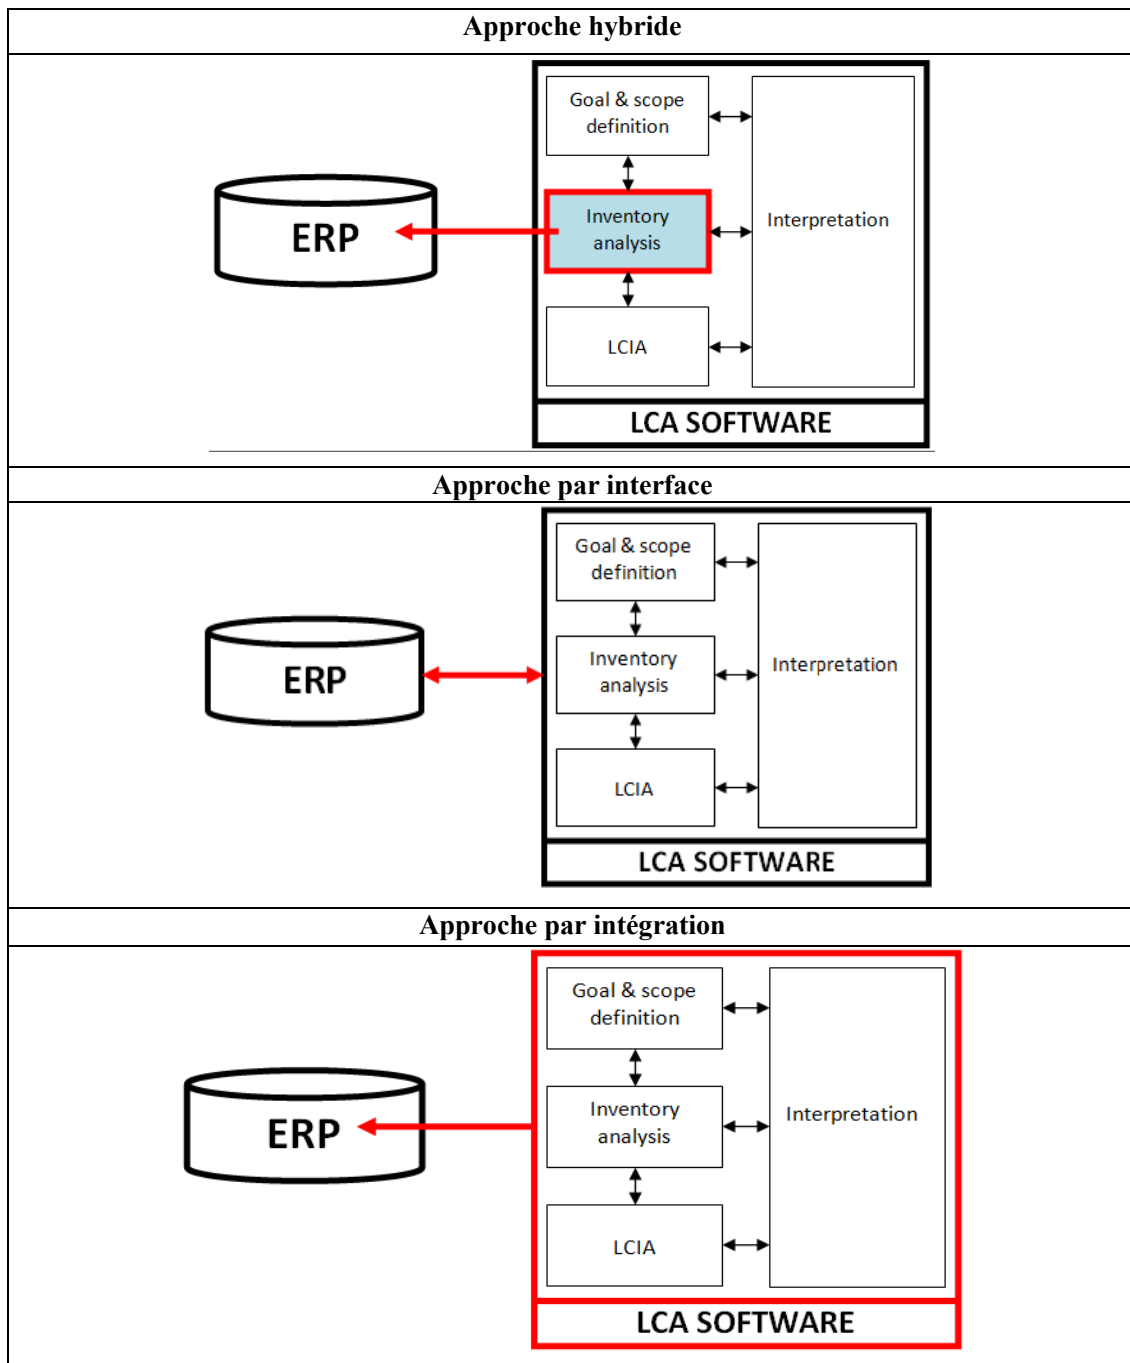 Approche hybride
Goal & scope
definition
ERP
Inventory
analysis
Interpretation
LCIA
LCA SOFTWARE
Approche par interface
Goal & scope
definition
ERP
Inventory
analysis
Interpretation
LCIA
LCA SOFTWARE
Approche par intégration
Goal & scope
definition
ERP
Inventory
analysis
Interpretation
LCIA
LCA SOFTWARE